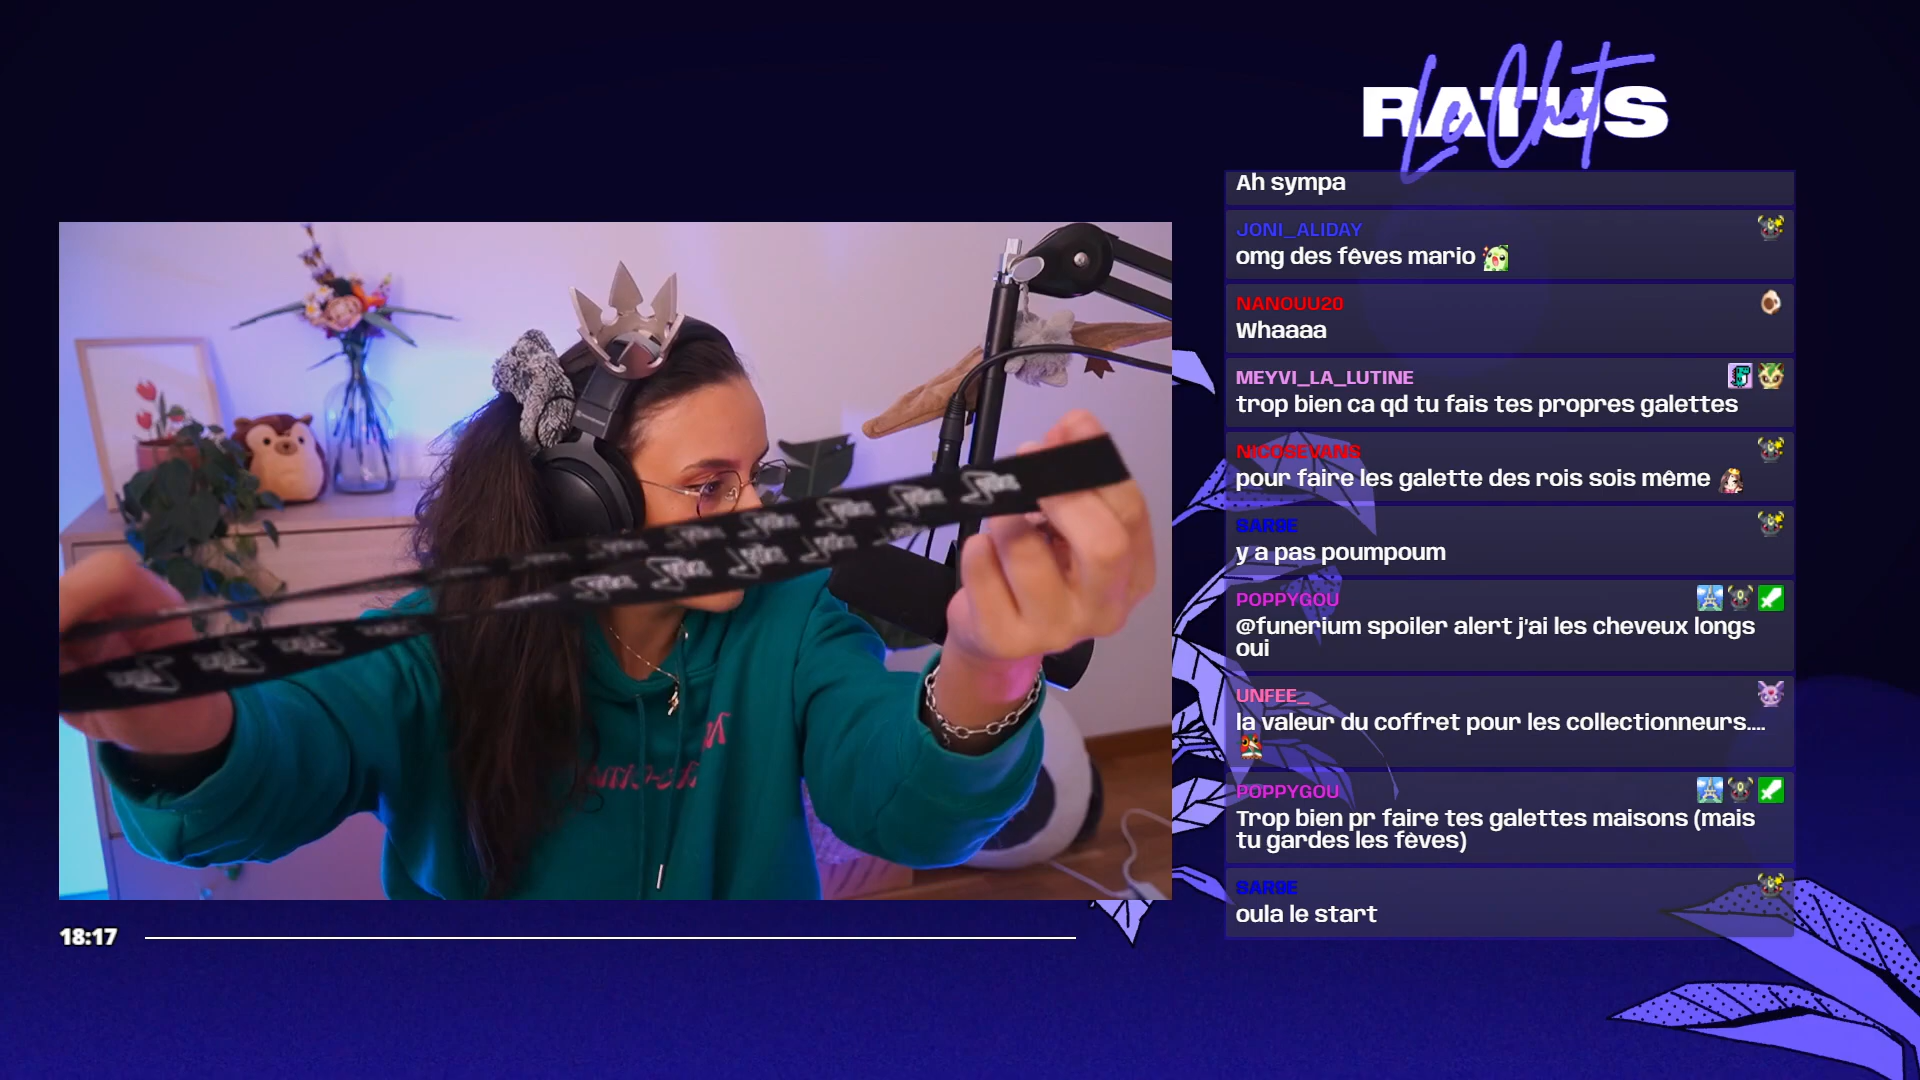 RATUS
Le Chat
Ah sympa
JONI_ALIDAY
omg des fêves mario
NANOUU20
Whaaaa
MEYVI_LA_LUTINE
trop bien ca qd tu fais tes propres galettes
NICOSEVANS
pour faire les galette des rois sois même
SAR9E
y a pas poumpoum
POPPYGOU
@funerium spoiler alert j'ai les cheveux longs
oui
UNFEE_
la valeur du coffret pour les collectionneurs....
POPPYGOU
Trop bien pr faire tes galettes maisons (mais
tu gardes les fèves)
SAR9E
oula le start
18:17